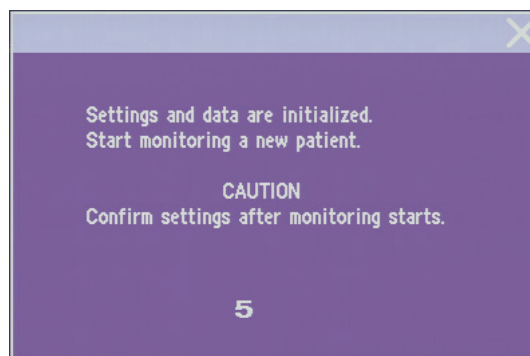 Settings and data are initialized.
Start monitoring a new patient.
CAUTION
Confirm settings after monitoring starts.
5